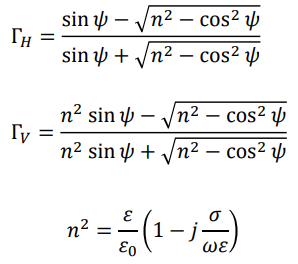 Γ_H = (sin ψ − √(n² − cos² ψ)) / (sin ψ + √(n² − cos² ψ))
Γ_V = (n² sin ψ − √(n² − cos² ψ)) / (n² sin ψ + √(n² − cos² ψ))
n² = ε/ε₀ (1 − j σ/(ωε))